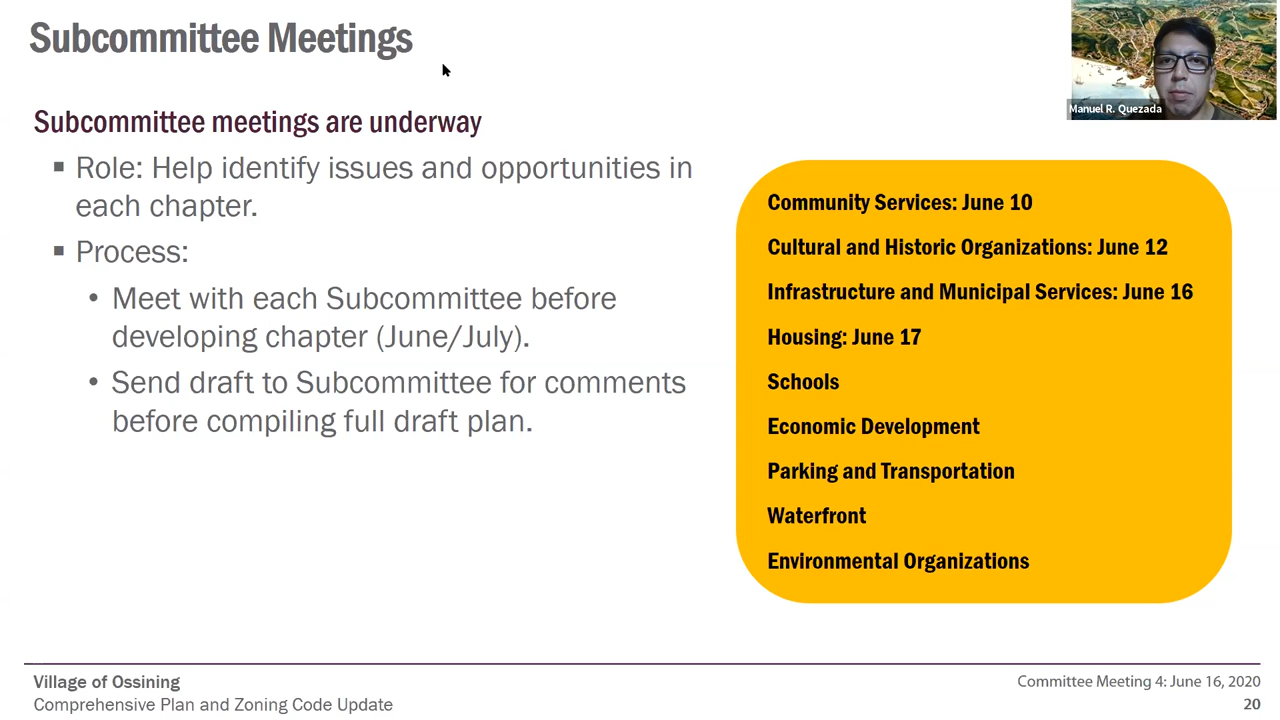 Subcommittee Meetings
Manuel R. Quezada
Subcommittee meetings are underway
▪ Role: Help identify issues and opportunities in
each chapter.
▪ Process:
• Meet with each Subcommittee before
developing chapter (June/July).
• Send draft to Subcommittee for comments
before compiling full draft plan.
Community Services: June 10
Cultural and Historic Organizations: June 12
Infrastructure and Municipal Services: June 16
Housing: June 17
Schools
Economic Development
Parking and Transportation
Waterfront
Environmental Organizations
Village of Ossining
Comprehensive Plan and Zoning Code Update
Committee Meeting 4: June 16, 2020
20